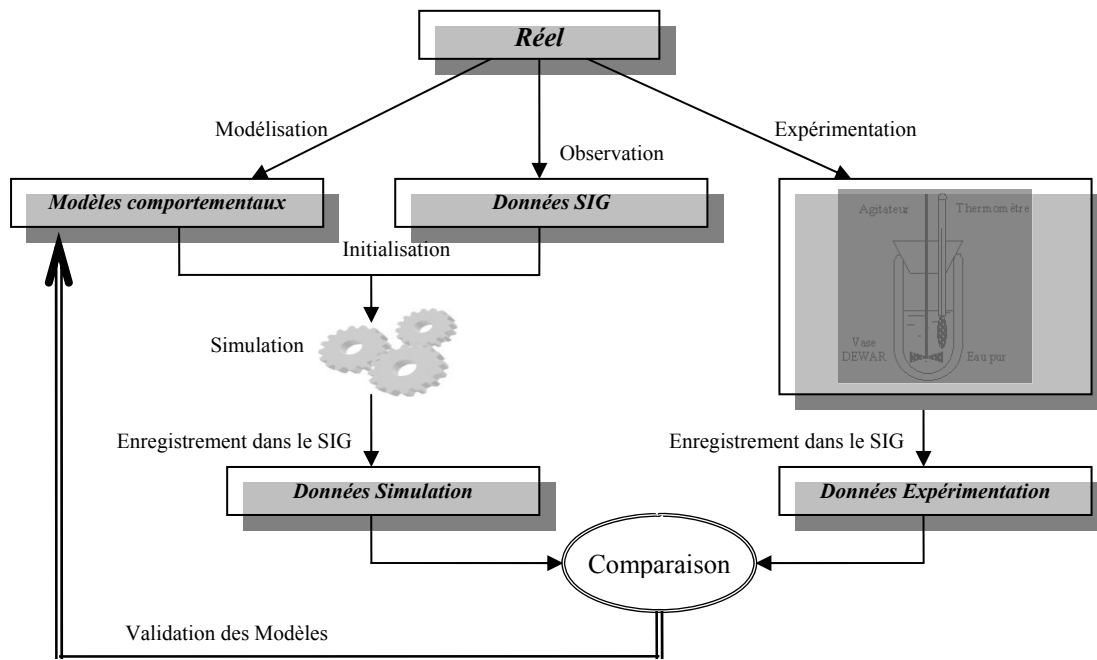 Réel
Modélisation
Expérimentation
Observation
Modèles comportementaux
Données SIG
Agitateur
Thermomètre
Initialisation
Simulation
Vase
DEWAR
Eau pur
Enregistrement dans le SIG
Enregistrement dans le SIG
Données Simulation
Données Expérimentation
Comparaison
Validation des Modèles